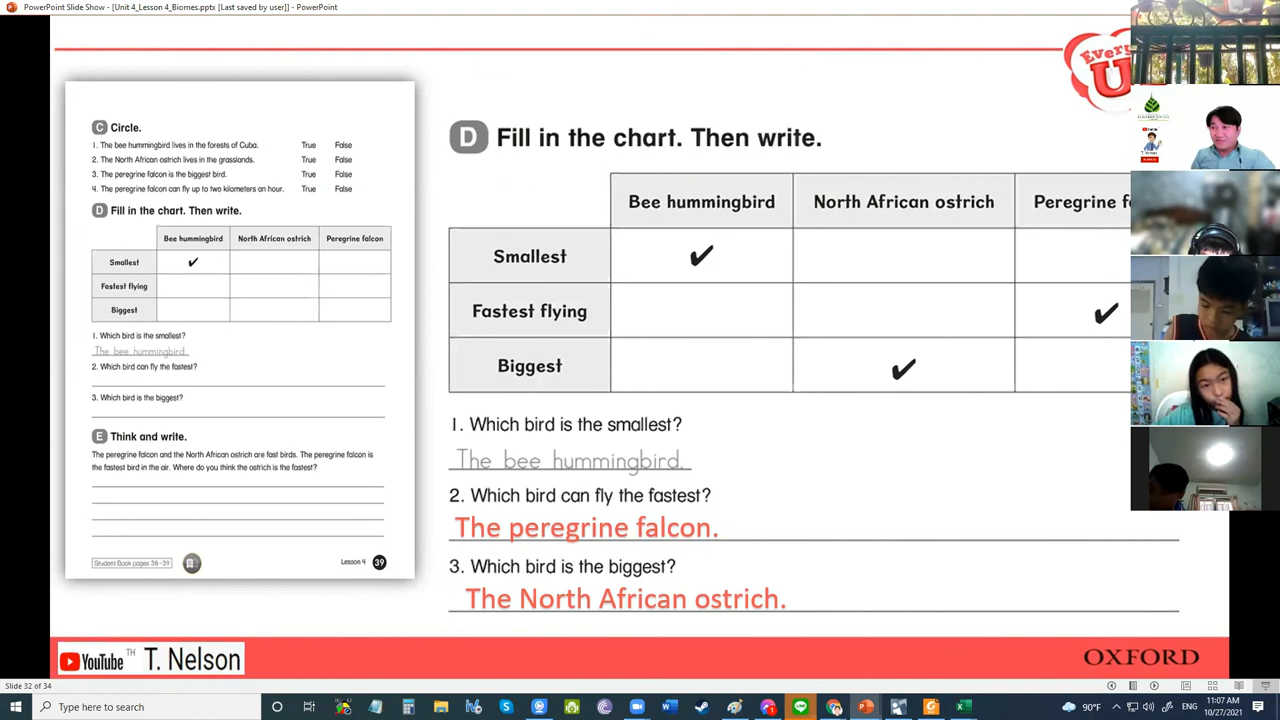 PowerPoint Slide Show - [Unit 4_Lesson 4_Biomes.pptx [Last saved by user]] - PowerPoint
Every
U
C Circle.
1. The bee hummingbird lives in the forests of Cuba. True False
2. The North African ostrich lives in the grasslands. True False
3. The peregrine falcon is the biggest bird. True False
4. The peregrine falcon can fly up to two kilometers an hour. True False
D Fill in the chart. Then write.
Bee hummingbird North African ostrich Peregrine falcon
Smallest ✔
Fastest flying
Biggest
1. Which bird is the smallest?
The bee hummingbird.
2. Which bird can fly the fastest?
3. Which bird is the biggest?
E Think and write.
The peregrine falcon and the North African ostrich are fast birds. The peregrine falcon is
the fastest bird in the air. Where do you think the ostrich is the fastest?
Student Book pages 38-39
Lesson 4 39
D Fill in the chart. Then write.
Bee hummingbird North African ostrich Peregrine fa
Smallest ✔
Fastest flying ✔
Biggest ✔
1. Which bird is the smallest?
The bee hummingbird.
2. Which bird can fly the fastest?
The peregrine falcon.
3. Which bird is the biggest?
The North African ostrich.
YouTube TH T. Nelson
OXFORD
Slide 32 of 34
Type here to search
90°F
11:07 AM
10/27/2021